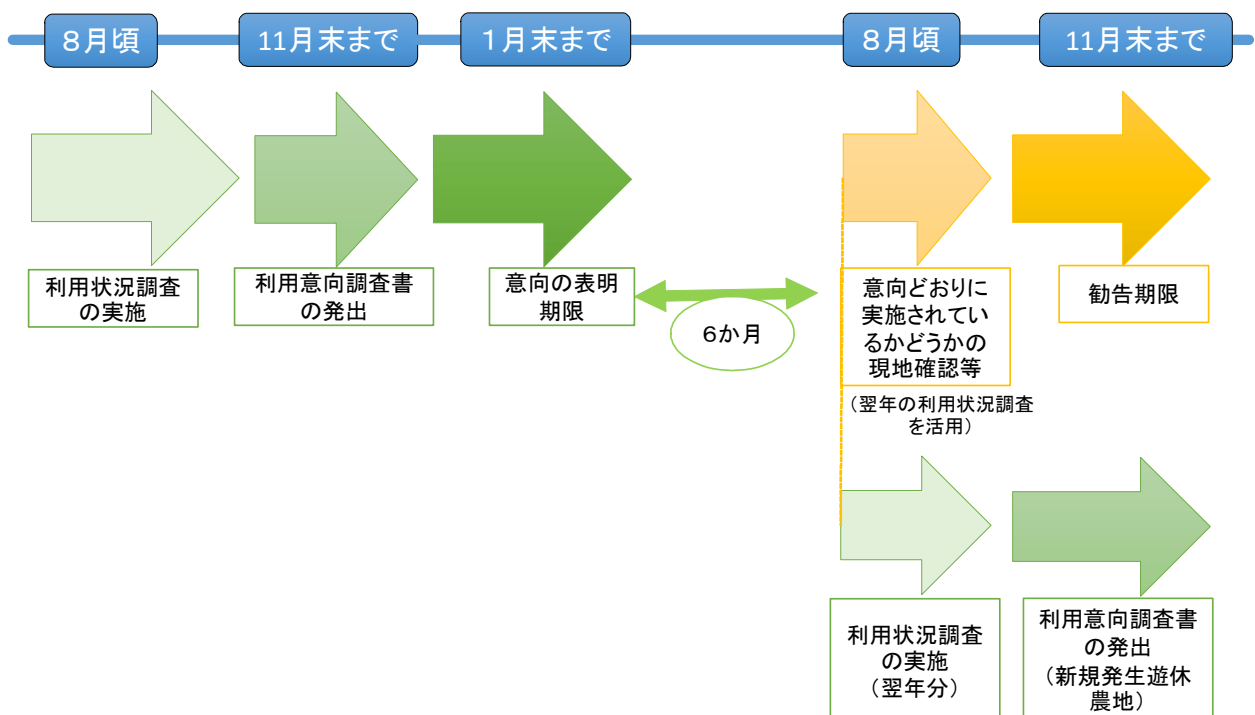 ８月頃
11月末まで
１月末まで
８月頃
11月末まで
利用状況調査
の実施
利用意向調査書
の発出
意向の表明
期限
6か月
意向どおりに
実施されてい
るかどうかの
現地確認等
（翌年の利用状況調査
を活用）
勧告期限
利用状況調査
の実施
（翌年分）
利用意向調査書
の発出
（新規発生遊休
農地）